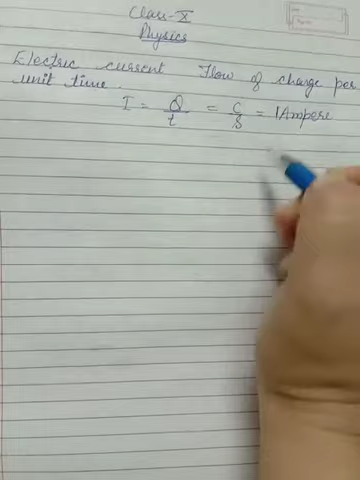 Class-X
Physics
Electric current Flow of charge per
unit time.
I = Q/t = C/s = 1Ampere